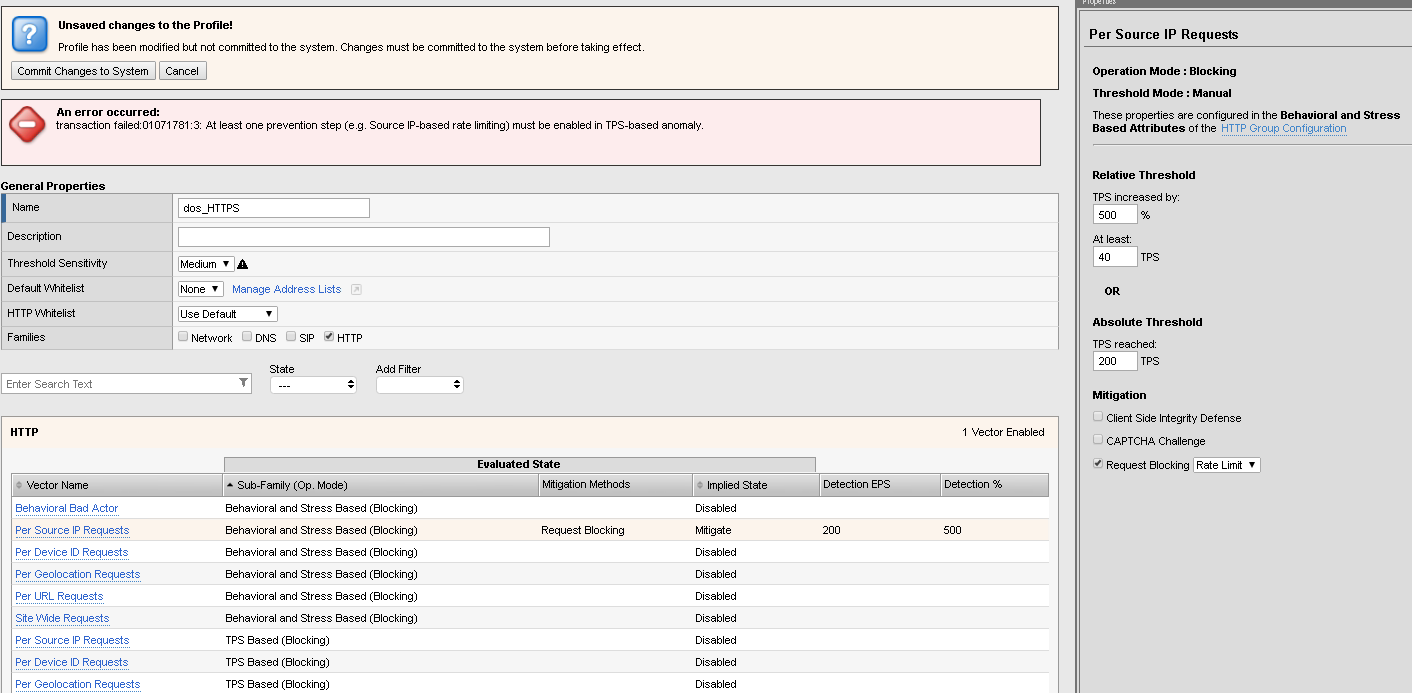 Unsaved changes to the Profile!
Profile has been modified but not committed to the system. Changes must be committed to the system before taking effect.
Commit Changes to System Cancel
An error occurred:
transaction failed:01071781:3: At least one prevention step (e.g. Source IP-based rate limiting) must be enabled in TPS-based anomaly.
General Properties
Name dos_HTTPS
Description
Threshold Sensitivity Medium
Default Whitelist None Manage Address Lists
HTTP Whitelist Use Default
Families Network DNS SIP HTTP
State Add Filter
Enter Search Text ---
HTTP 1 Vector Enabled
Evaluated State
Vector Name Sub-Family (Op. Mode) Mitigation Methods Implied State Detection EPS Detection %
Behavioral Bad Actor Behavioral and Stress Based (Blocking) Disabled
Per Source IP Requests Behavioral and Stress Based (Blocking) Request Blocking Mitigate 200 500
Per Device ID Requests Behavioral and Stress Based (Blocking) Disabled
Per Geolocation Requests Behavioral and Stress Based (Blocking) Disabled
Per URL Requests Behavioral and Stress Based (Blocking) Disabled
Site Wide Requests Behavioral and Stress Based (Blocking) Disabled
Per Source IP Requests TPS Based (Blocking) Disabled
Per Device ID Requests TPS Based (Blocking) Disabled
Per Geolocation Requests TPS Based (Blocking) Disabled
Properties
Per Source IP Requests
Operation Mode : Blocking
Threshold Mode : Manual
These properties are configured in the Behavioral and Stress
Based Attributes of the HTTP Group Configuration
Relative Threshold
TPS increased by:
500 %
At least:
40 TPS
OR
Absolute Threshold
TPS reached:
200 TPS
Mitigation
Client Side Integrity Defense
CAPTCHA Challenge
Request Blocking Rate Limit